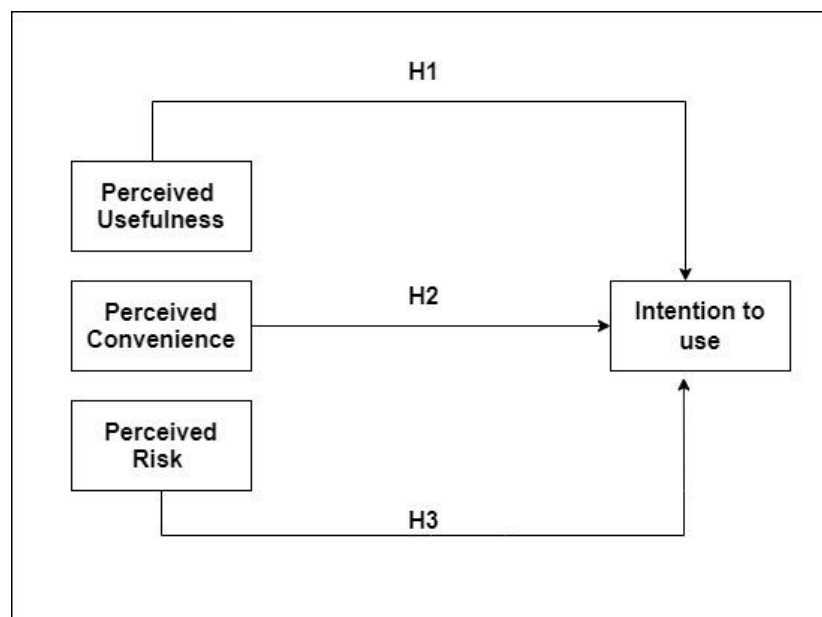 H1
Perceived
Usefulness
Perceived
Convenience
H2
Intention to
use
Perceived
Risk
H3